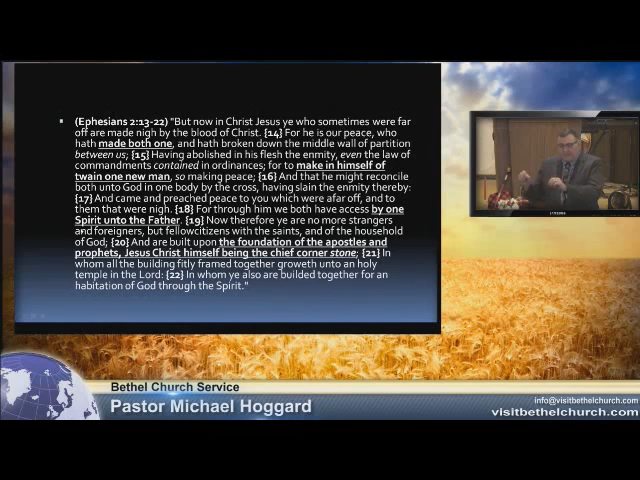 (Ephesians 2:13-22) "But now in Christ Jesus ye who sometimes were far
off are made nigh by the blood of Christ. {14} For he is our peace, who
hath made both one, and hath broken down the middle wall of partition
between us; {15} Having abolished in his flesh the enmity, even the law of
commandments contained in ordinances; for to make in himself of
twain one new man, so making peace; {16} And that he might reconcile
both unto God in one body by the cross, having slain the enmity thereby:
{17} And came and preached peace to you which were afar off, and to
them that were nigh. {18} For through him we both have access by one
Spirit unto the Father. {19} Now therefore ye are no more strangers
and foreigners, but fellowcitizens with the saints, and of the household
of God; {20} And are built upon the foundation of the apostles and
prophets, Jesus Christ himself being the chief corner stone; {21} In
whom all the building fitly framed together groweth unto an holy
temple in the Lord: {22} In whom ye also are builded together for an
habitation of God through the Spirit."
Bethel Church Service
Pastor Michael Hoggard
info@visitbethelchurch.com
visitbethelchurch.com